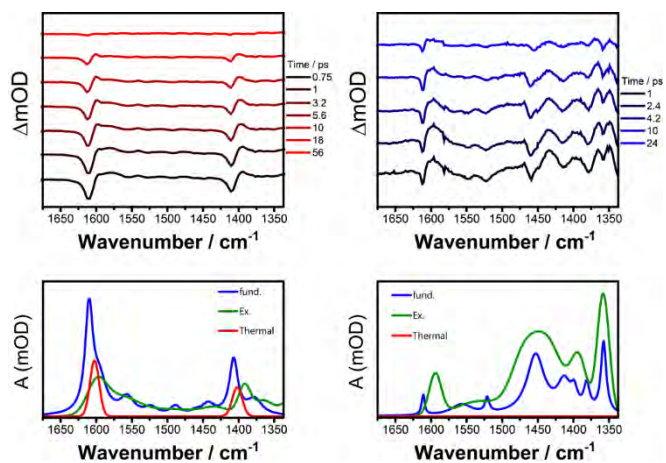 ΔmOD
Time / ps
0.75
1
3.2
5.6
10
18
56
1650 1600 1550 1500 1450 1400 1350
Wavenumber / cm-1
ΔmOD
Time / ps
1
2.4
4.2
10
24
1650 1600 1550 1500 1450 1400 1350
Wavenumber / cm-1
A (mOD)
fund.
Ex.
Thermal
1650 1600 1550 1500 1450 1400 1350
Wavenumber / cm-1
A (mOD)
fund.
Ex.
Thermal
1650 1600 1550 1500 1450 1400 1350
Wavenumber / cm-1